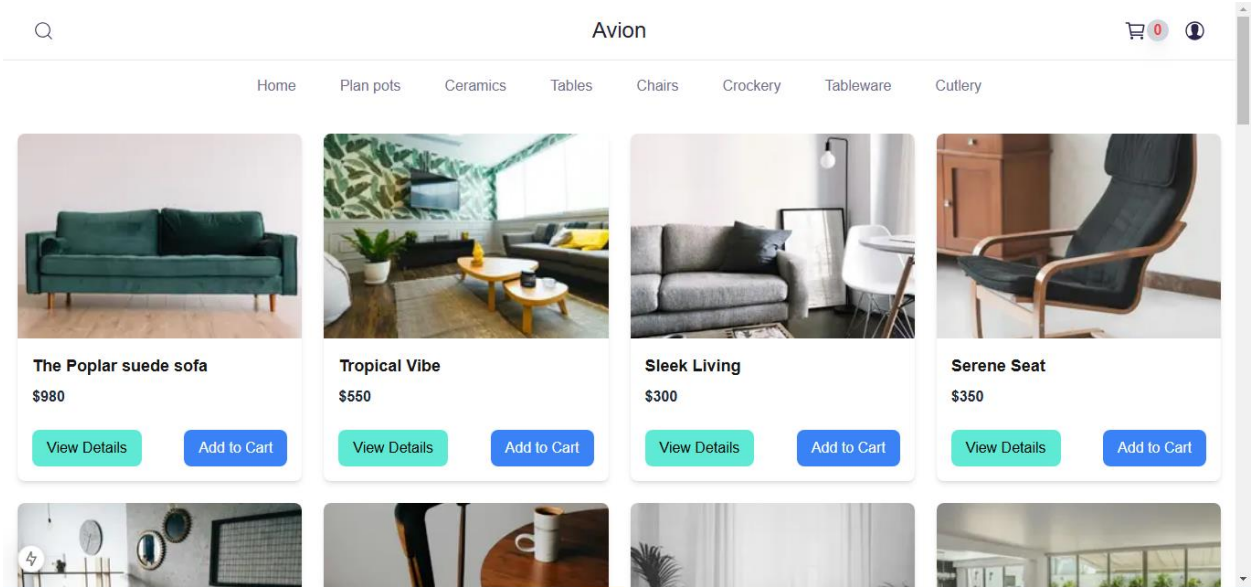 Avion
0
Home Plan pots Ceramics Tables Chairs Crockery Tableware Cutlery
The Poplar suede sofa
$980
View Details Add to Cart
Tropical Vibe
$550
View Details Add to Cart
Sleek Living
$300
View Details Add to Cart
Serene Seat
$350
View Details Add to Cart